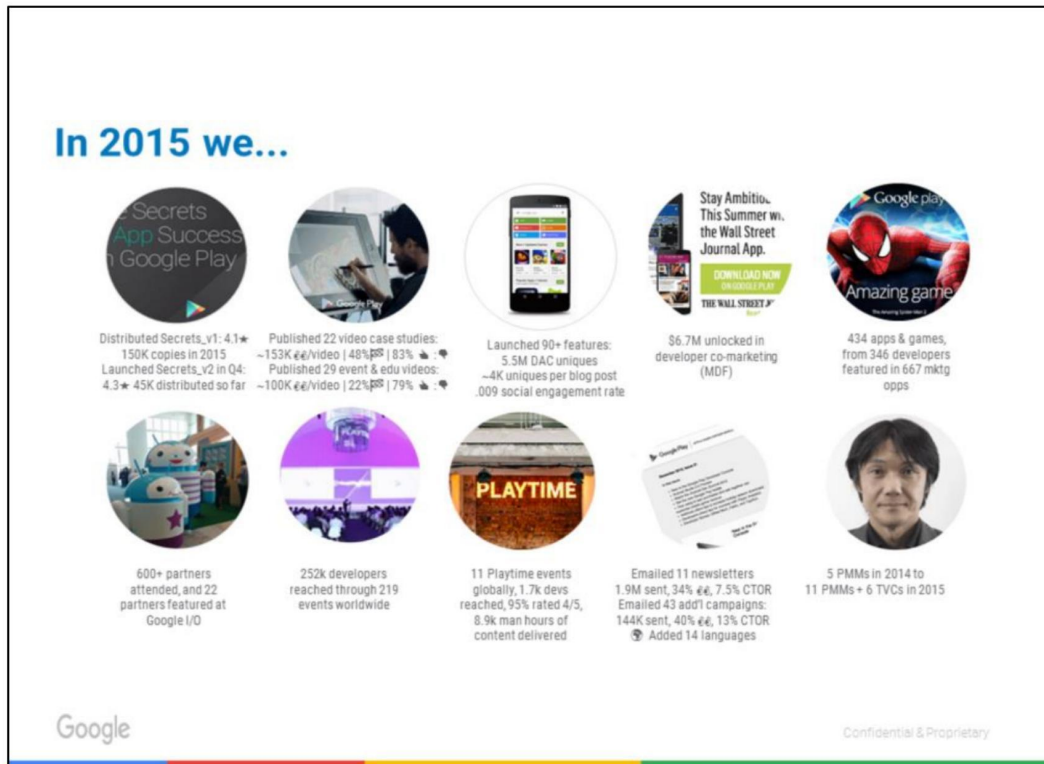 In 2015 we...
e Secrets
App Success
n Google Play
Google Play
Stay Ambitiou
This Summer wi
the Wall Street
Journal App.
DOWNLOAD NOW
ON GOOGLE PLAY
THE WALL STREET J
Google play
Amazing game
The Amazing Spider-Man 2
Distributed Secrets_v1: 4.1★
150K copies in 2015
Launched Secrets_v2 in Q4:
4.3★ 45K distributed so far
Published 22 video case studies:
~153K 👀/video | 48%🏁 | 83% 👍:👎
Published 29 event & edu videos:
~100K 👀/video | 22%🏁 | 79% 👍:👎
Launched 90+ features:
5.5M DAC uniques
~4K uniques per blog post
.009 social engagement rate
$6.7M unlocked in
developer co-marketing
(MDF)
434 apps & games,
from 346 developers
featured in 667 mktg
opps
PLAYTIME
Google Play
600+ partners
attended, and 22
partners featured at
Google I/O
252k developers
reached through 219
events worldwide
11 Playtime events
globally, 1.7k devs
reached, 95% rated 4/5,
8.9k man hours of
content delivered
Emailed 11 newsletters
1.9M sent, 34% 👀, 7.5% CTOR
Emailed 43 add'l campaigns:
144K sent, 40% 👀, 13% CTOR
🌍 Added 14 languages
5 PMMs in 2014 to
11 PMMs + 6 TVCs in 2015
Google
Confidential & Proprietary